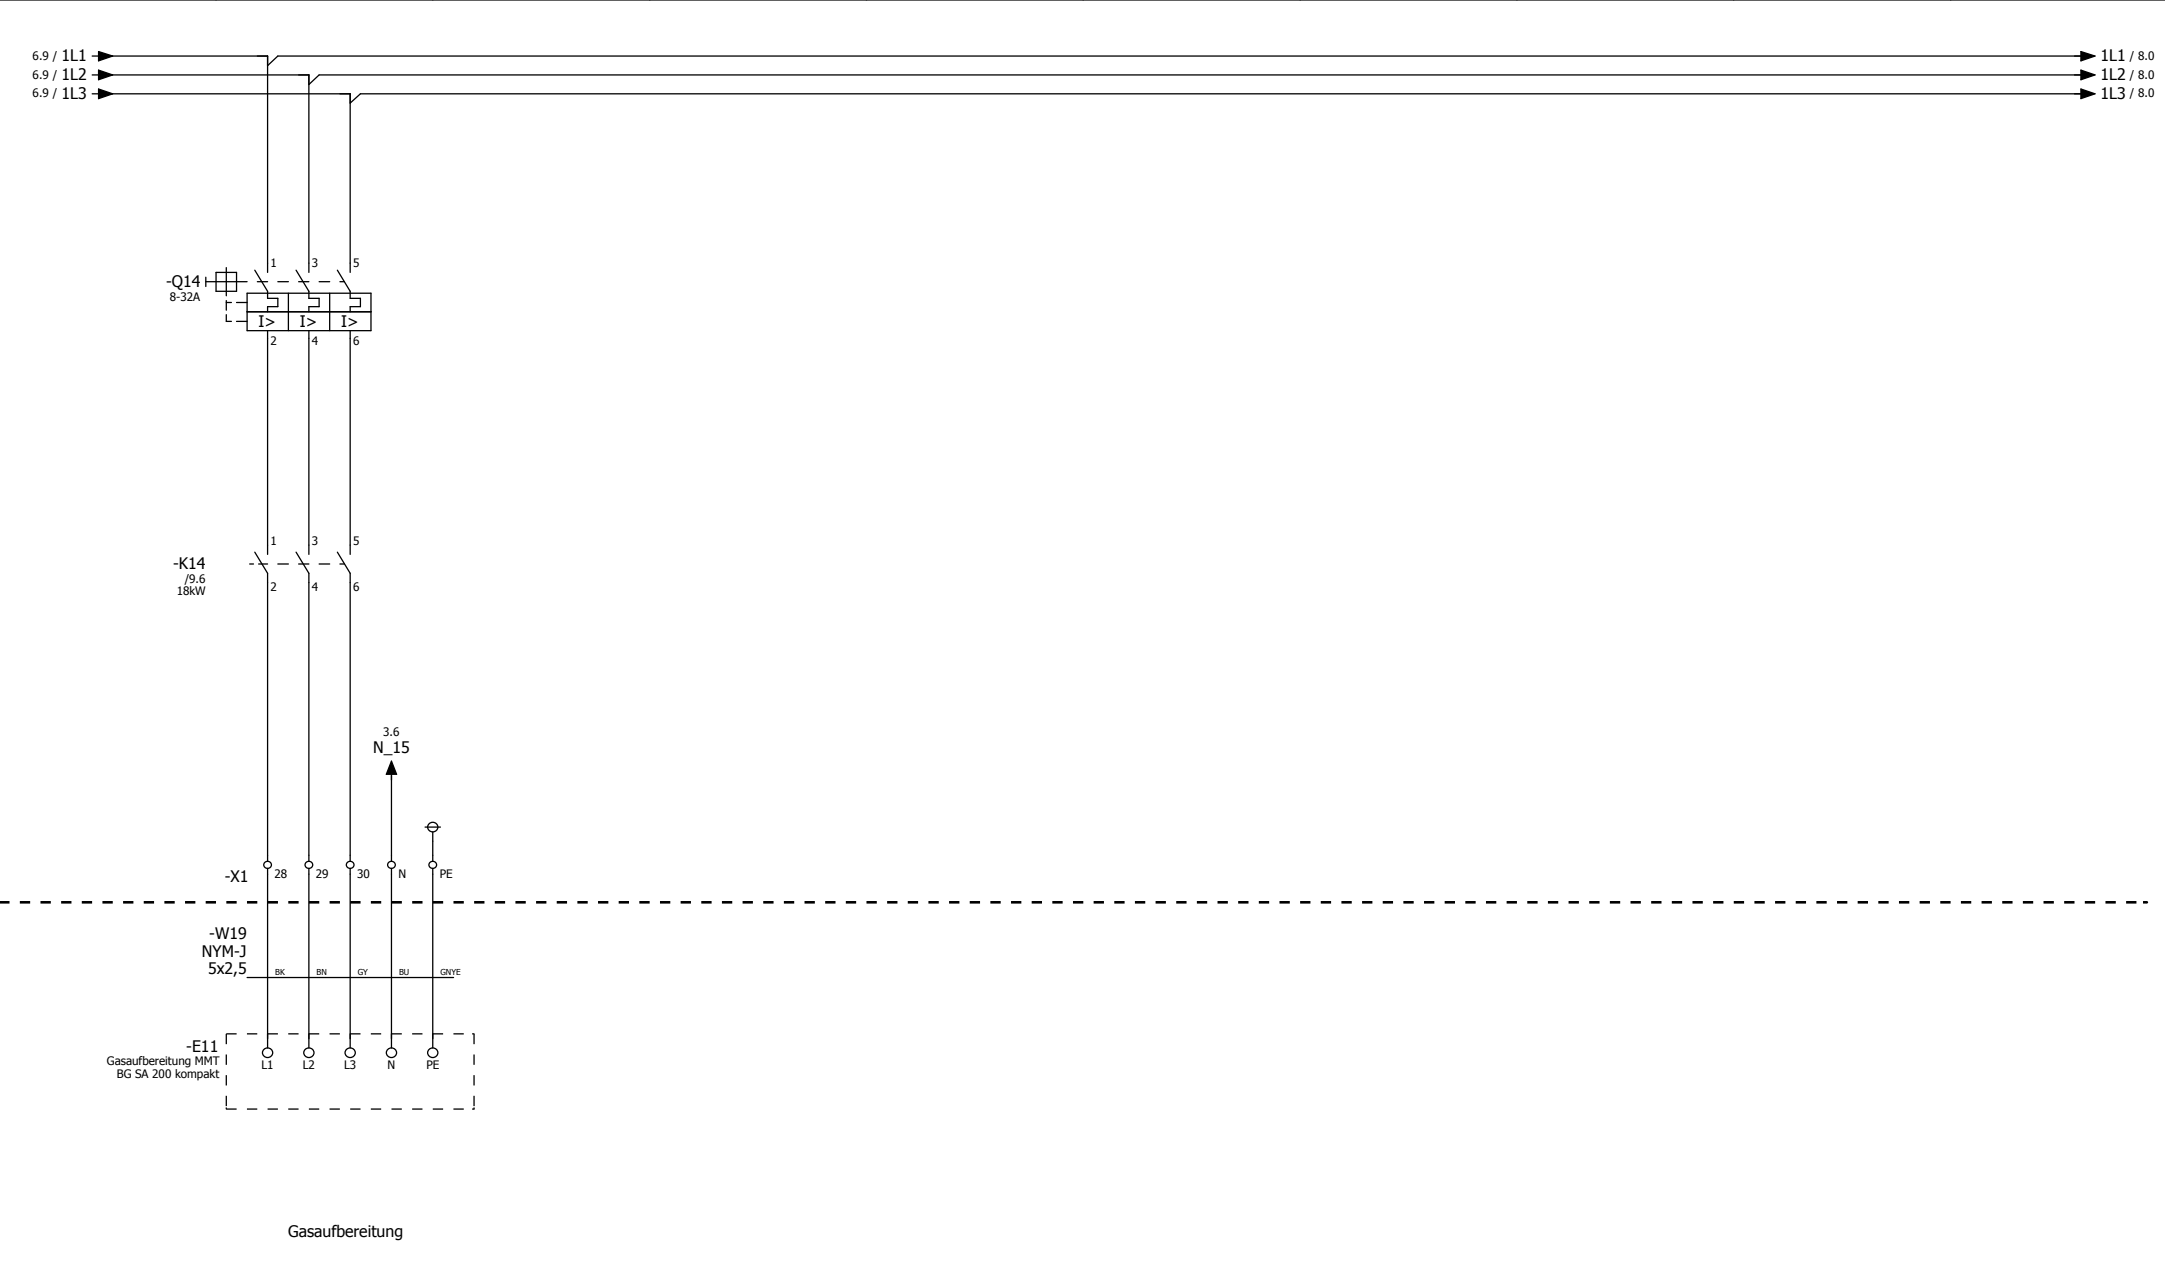 6.9 / 1L1
1L1 / 8.0
6.9 / 1L2
1L2 / 8.0
6.9 / 1L3
1L3 / 8.0
1 3 5
-Q14
8-32A
I> I> I>
2 4 6
1 3 5
-K14
/9.6
18kW
2 4 6
3.6
N_15
-X1 28 29 30 N PE
-W19
NYM-J
5x2,5 BK BN GY BU GNYE
-E11
Gasaufbereitung MMT
BG SA 200 kompakt
L1 L2 L3 N PE
Gasaufbereitung